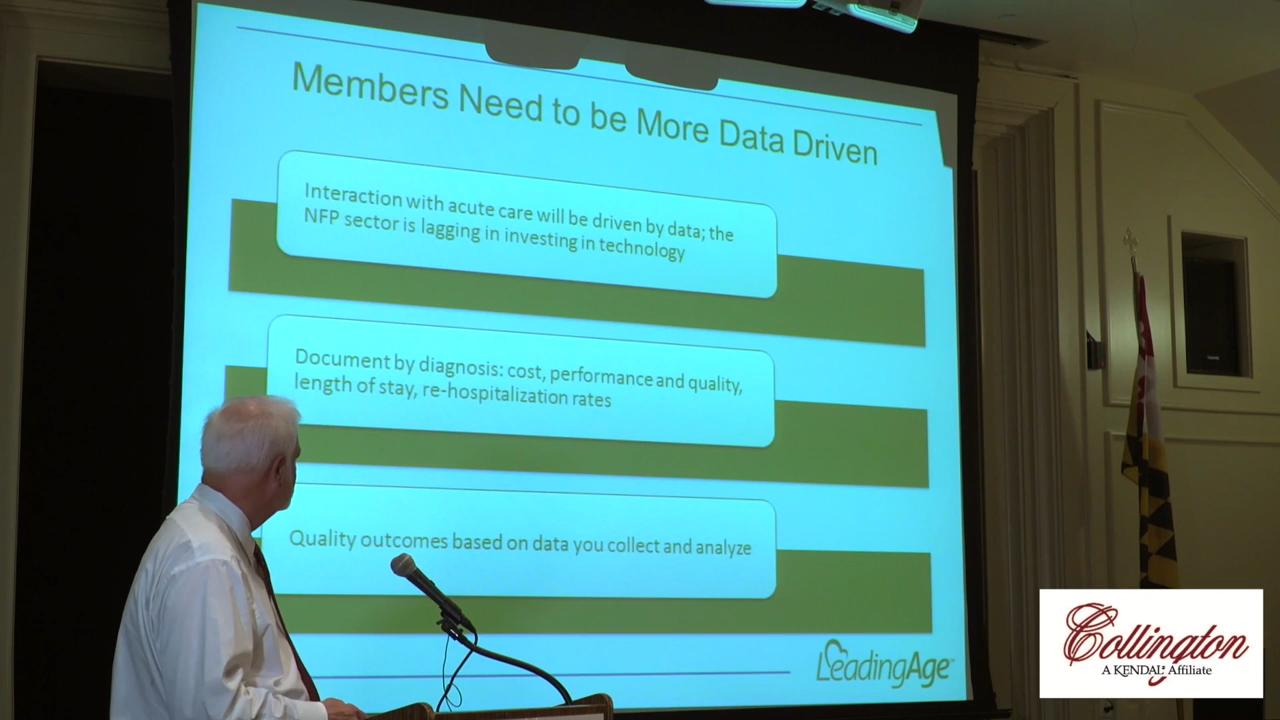 Members Need to be More Data Driven
Interaction with acute care will be driven by data; the
NFP sector is lagging in investing in technology
Document by diagnosis: cost, performance and quality,
length of stay, re-hospitalization rates
Quality outcomes based on data you collect and analyze
LeadingAge
Collington
A KENDAL Affiliate